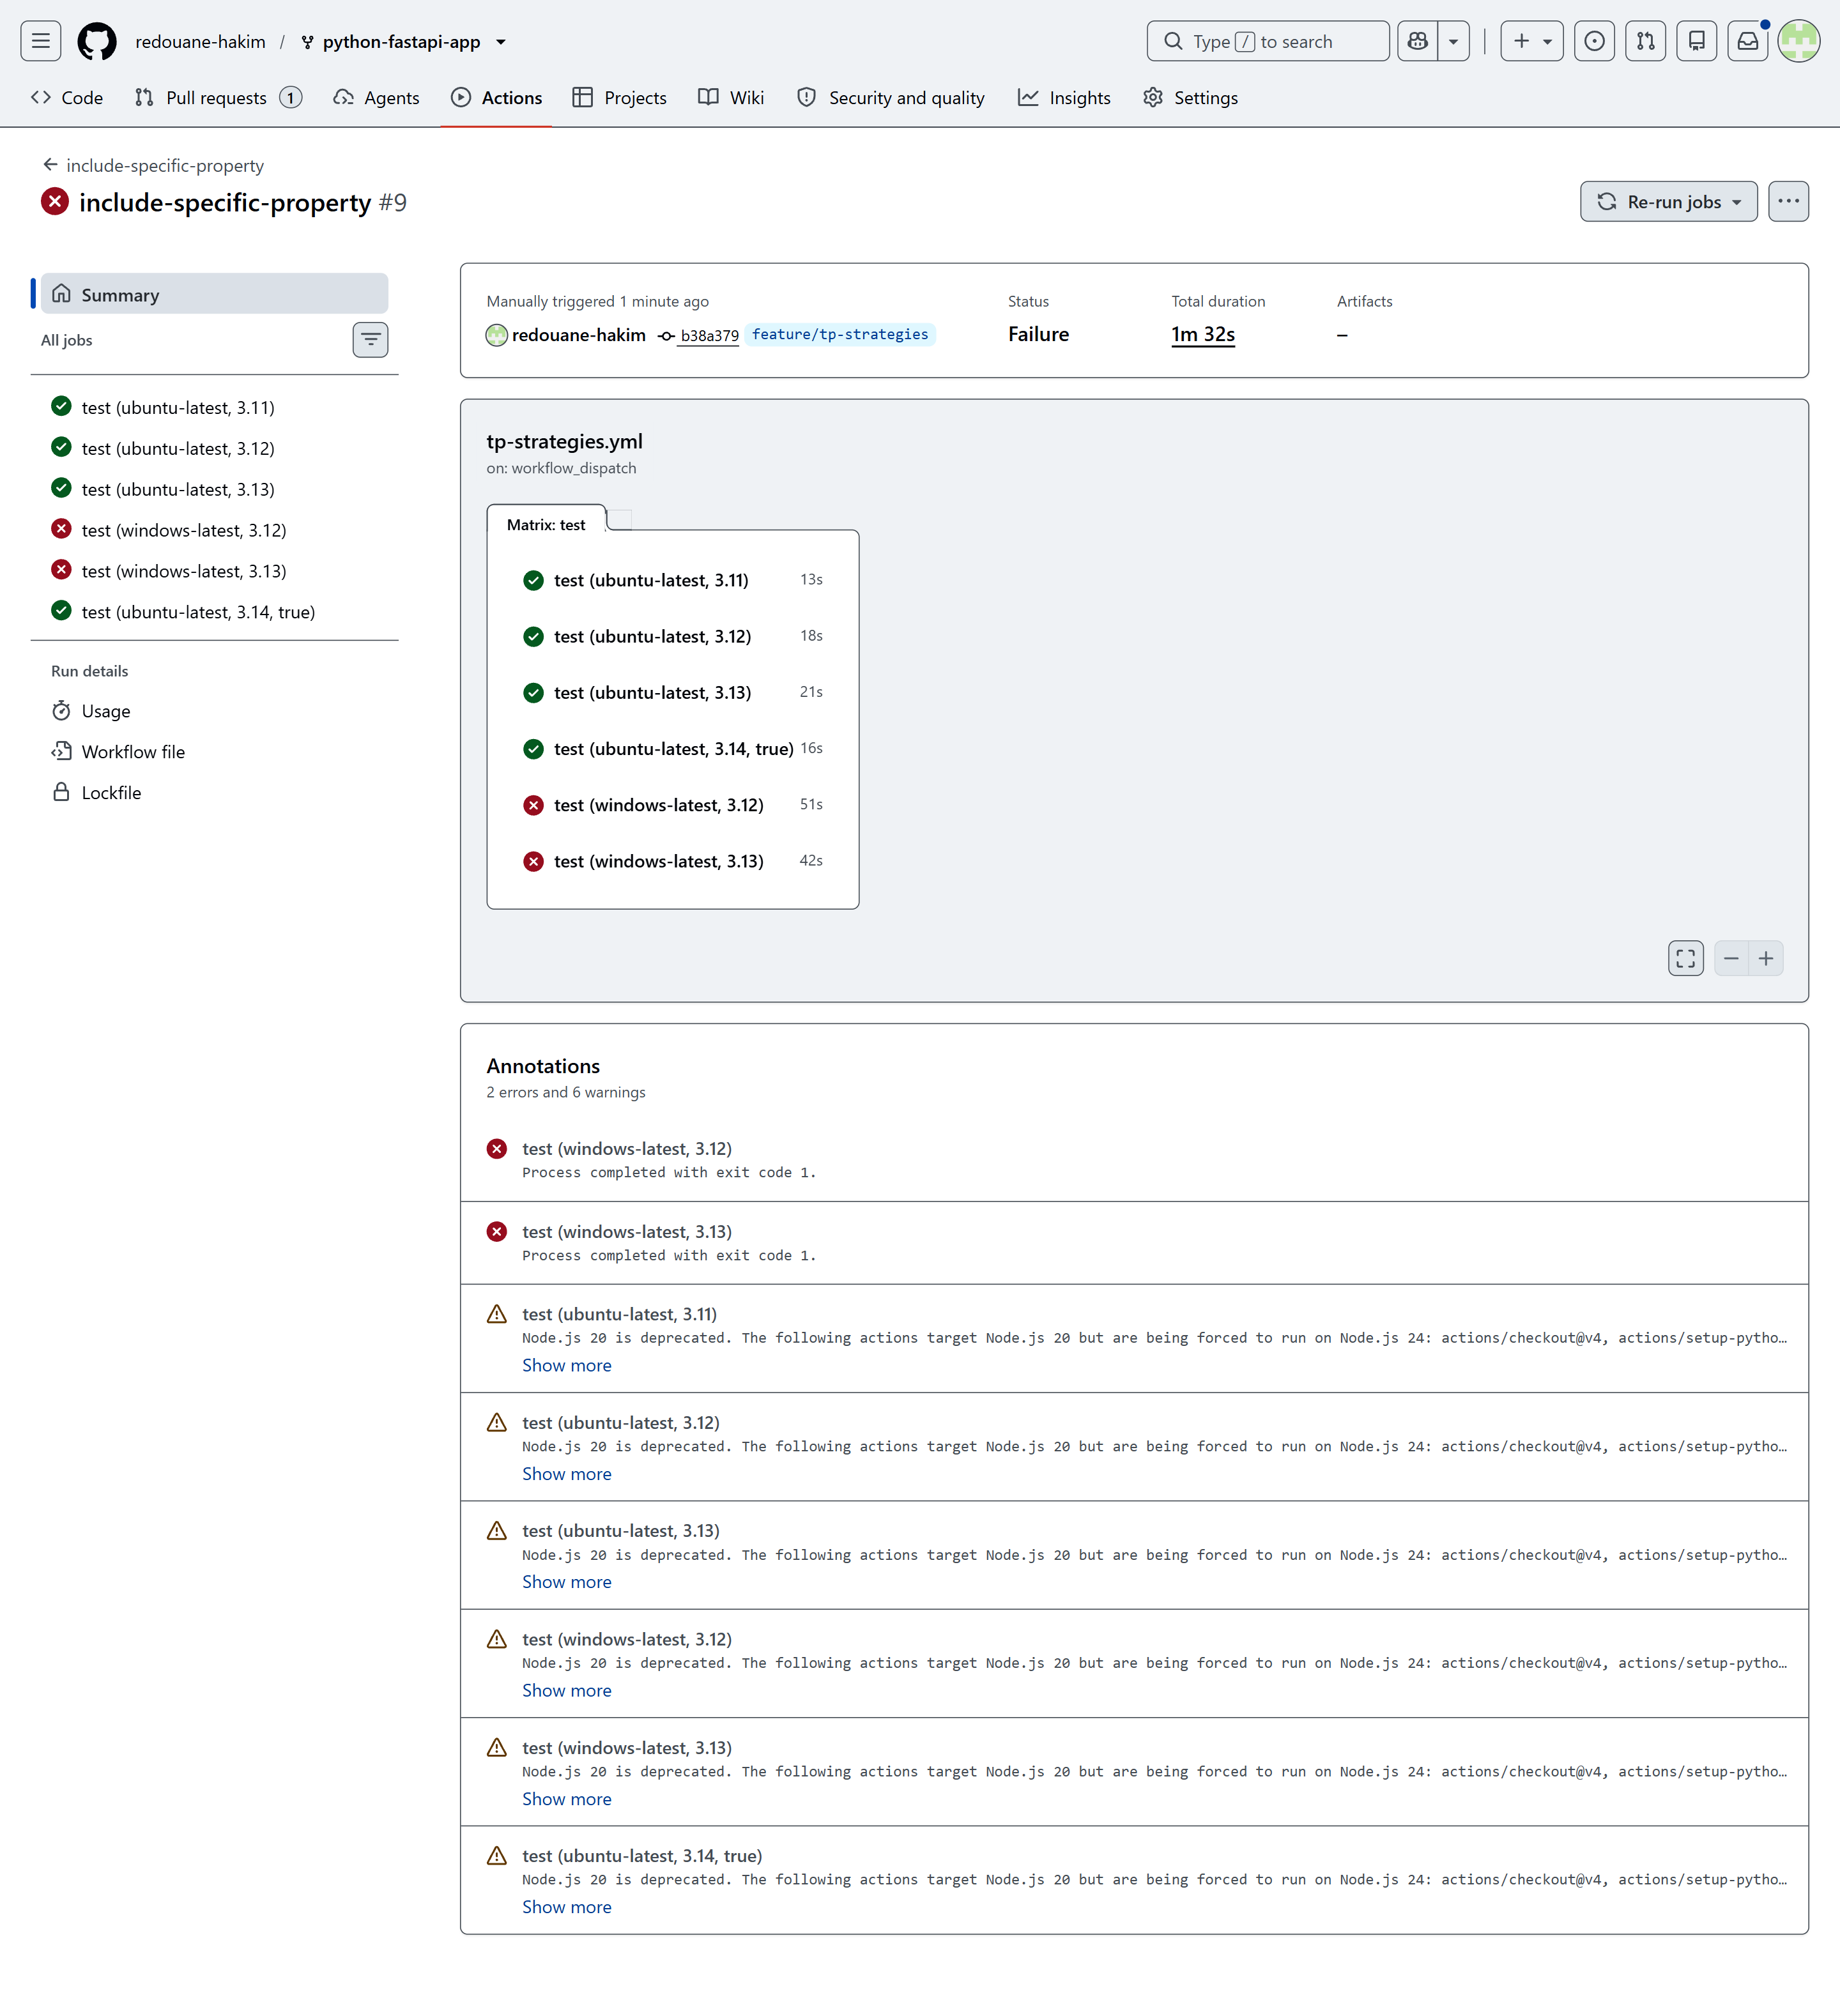 redouane-hakim / python-fastapi-app
Type / to search
Code
Pull requests 1
Agents
Actions
Projects
Wiki
Security and quality
Insights
Settings
include-specific-property
include-specific-property #9
Re-run jobs
Summary
All jobs
test (ubuntu-latest, 3.11)
test (ubuntu-latest, 3.12)
test (ubuntu-latest, 3.13)
test (windows-latest, 3.12)
test (windows-latest, 3.13)
test (ubuntu-latest, 3.14, true)
Run details
Usage
Workflow file
Lockfile
Manually triggered 1 minute ago
redouane-hakim b38a379 feature/tp-strategies
Status
Failure
Total duration
1m 32s
Artifacts
–
tp-strategies.yml
on: workflow_dispatch
Matrix: test
test (ubuntu-latest, 3.11) 13s
test (ubuntu-latest, 3.12) 18s
test (ubuntu-latest, 3.13) 21s
test (ubuntu-latest, 3.14, true) 16s
test (windows-latest, 3.12) 51s
test (windows-latest, 3.13) 42s
Annotations
2 errors and 6 warnings
test (windows-latest, 3.12)
Process completed with exit code 1.
test (windows-latest, 3.13)
Process completed with exit code 1.
test (ubuntu-latest, 3.11)
Node.js 20 is deprecated. The following actions target Node.js 20 but are being forced to run on Node.js 24: actions/checkout@v4, actions/setup-pytho…
Show more
test (ubuntu-latest, 3.12)
Node.js 20 is deprecated. The following actions target Node.js 20 but are being forced to run on Node.js 24: actions/checkout@v4, actions/setup-pytho…
Show more
test (ubuntu-latest, 3.13)
Node.js 20 is deprecated. The following actions target Node.js 20 but are being forced to run on Node.js 24: actions/checkout@v4, actions/setup-pytho…
Show more
test (windows-latest, 3.12)
Node.js 20 is deprecated. The following actions target Node.js 20 but are being forced to run on Node.js 24: actions/checkout@v4, actions/setup-pytho…
Show more
test (windows-latest, 3.13)
Node.js 20 is deprecated. The following actions target Node.js 20 but are being forced to run on Node.js 24: actions/checkout@v4, actions/setup-pytho…
Show more
test (ubuntu-latest, 3.14, true)
Node.js 20 is deprecated. The following actions target Node.js 20 but are being forced to run on Node.js 24: actions/checkout@v4, actions/setup-pytho…
Show more